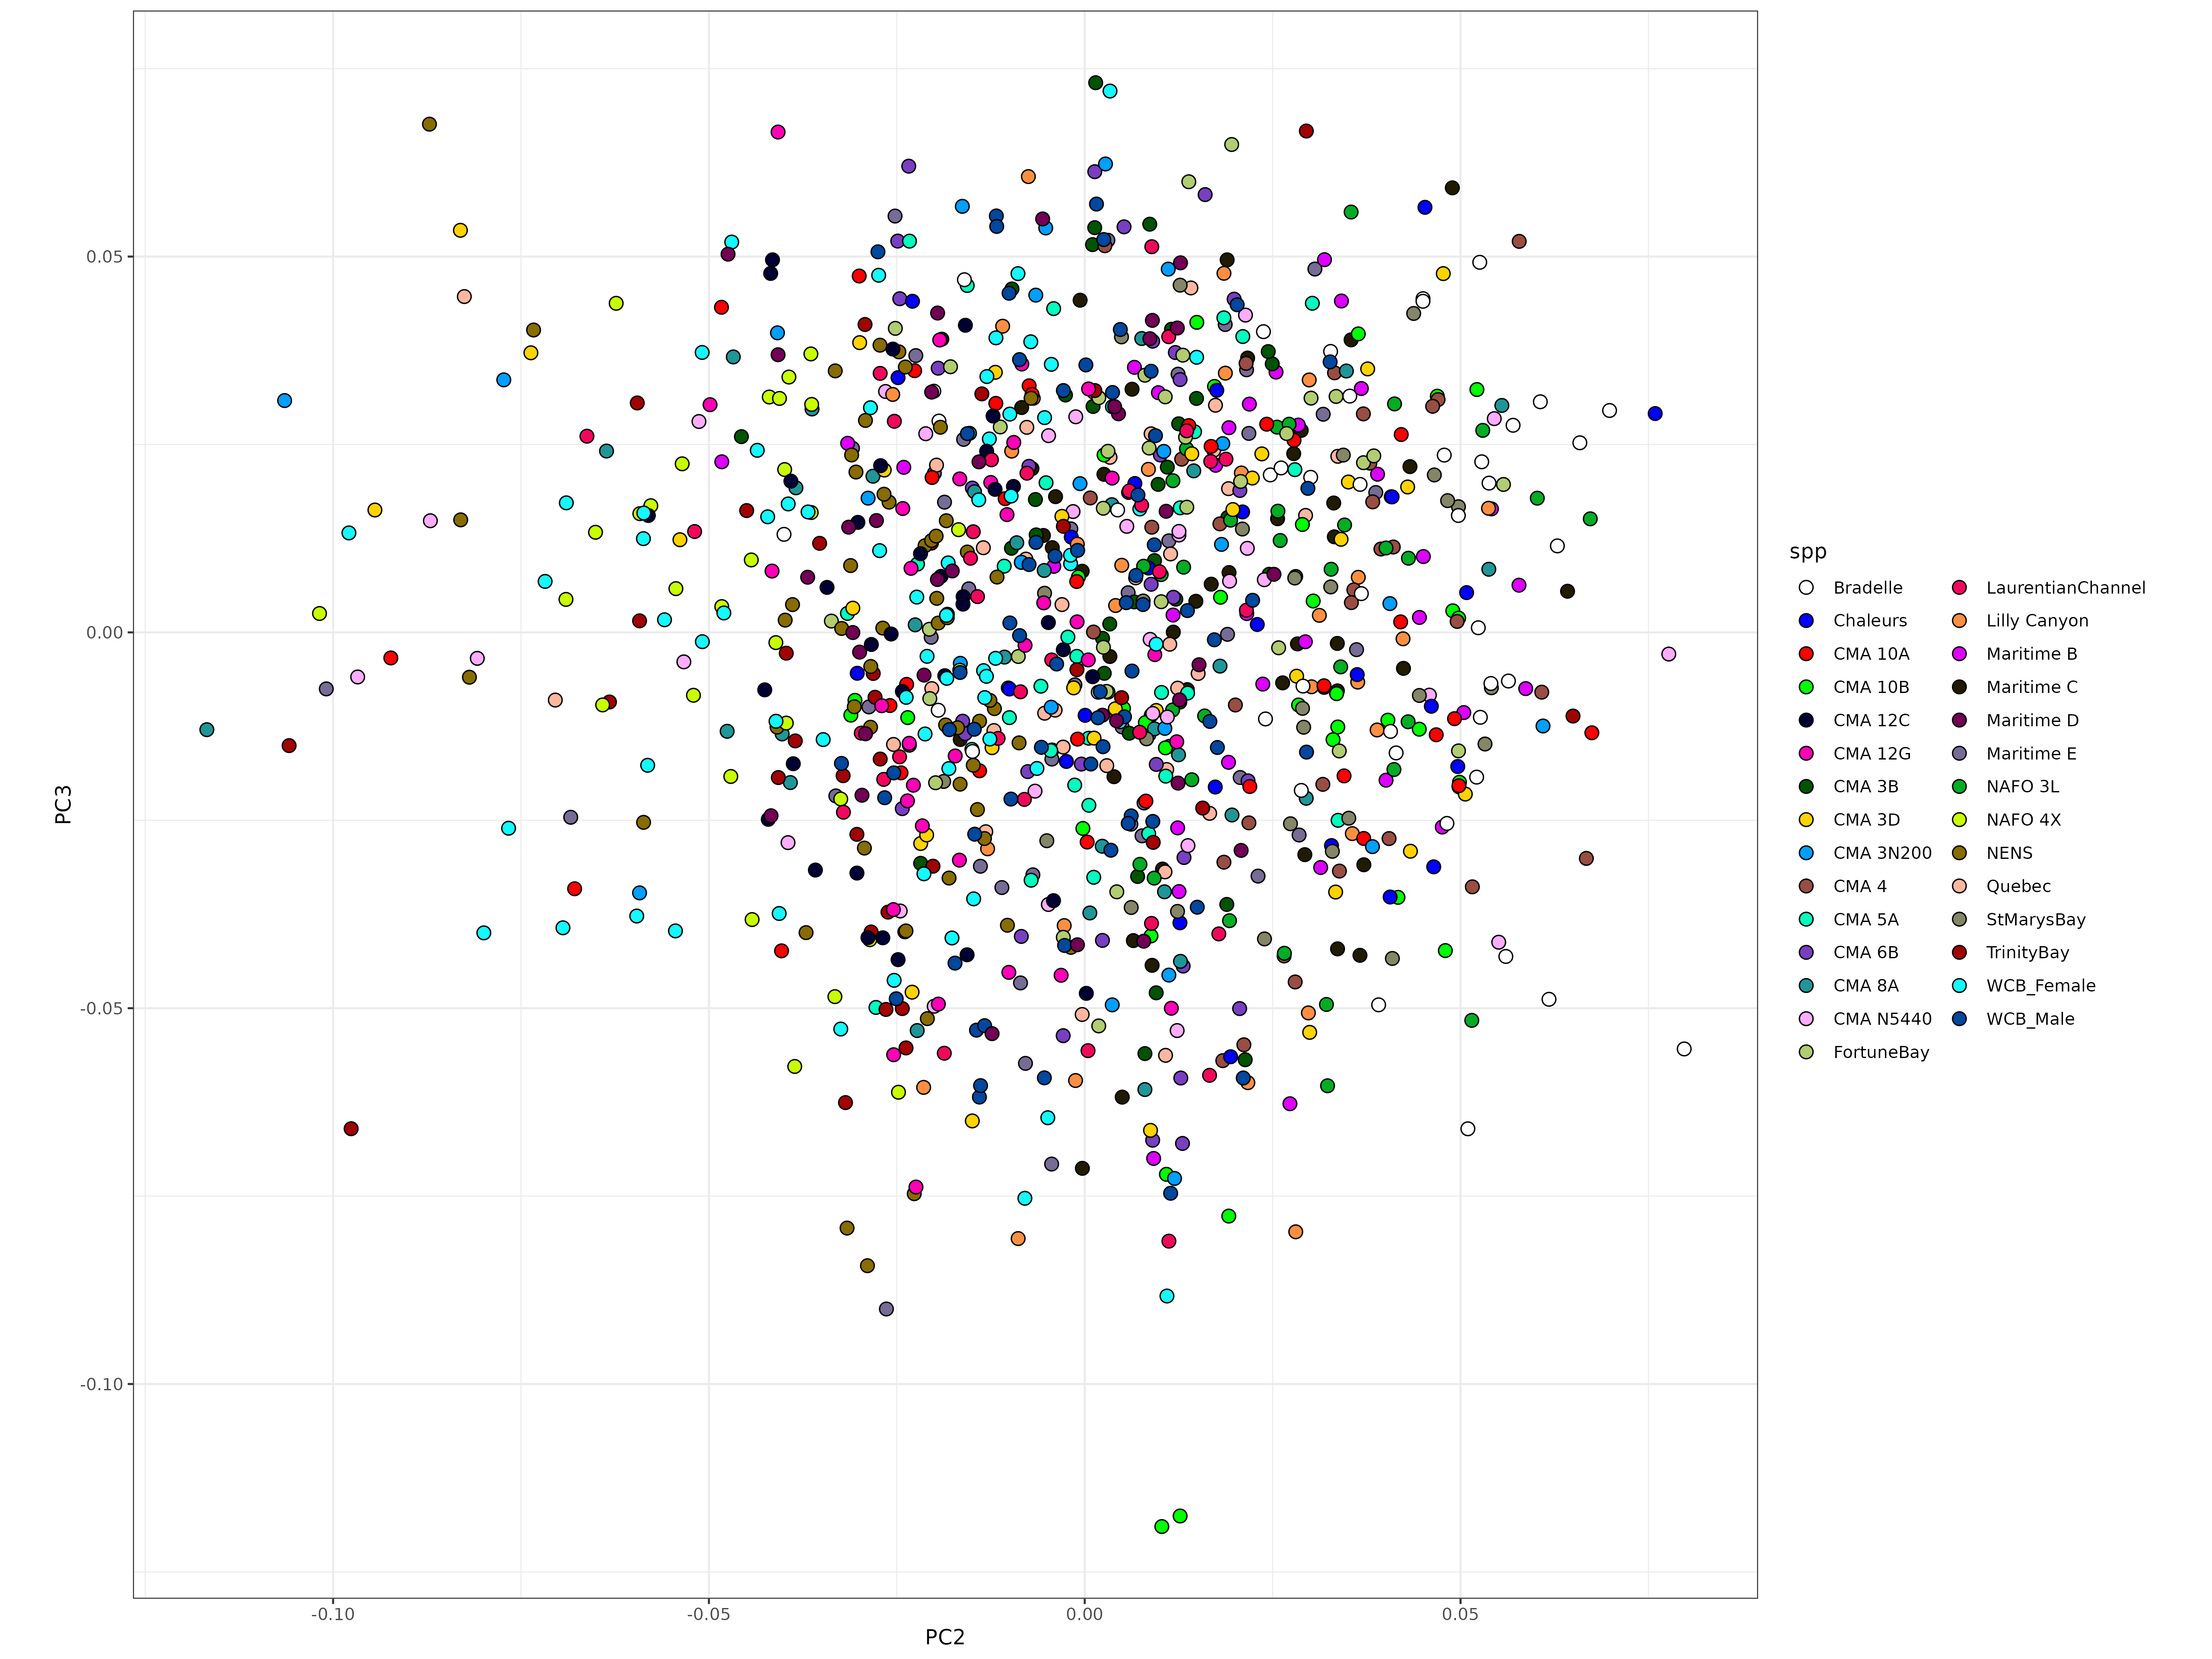 0.05
0.00
-0.05
-0.10
PC3
-0.10
-0.05
0.00
0.05
PC2
spp
Bradelle
Chaleurs
CMA 10A
CMA 10B
CMA 12C
CMA 12G
CMA 3B
CMA 3D
CMA 3N200
CMA 4
CMA 5A
CMA 6B
CMA 8A
CMA N5440
FortuneBay
LaurentianChannel
Lilly Canyon
Maritime B
Maritime C
Maritime D
Maritime E
NAFO 3L
NAFO 4X
NENS
Quebec
StMarysBay
TrinityBay
WCB_Female
WCB_Male